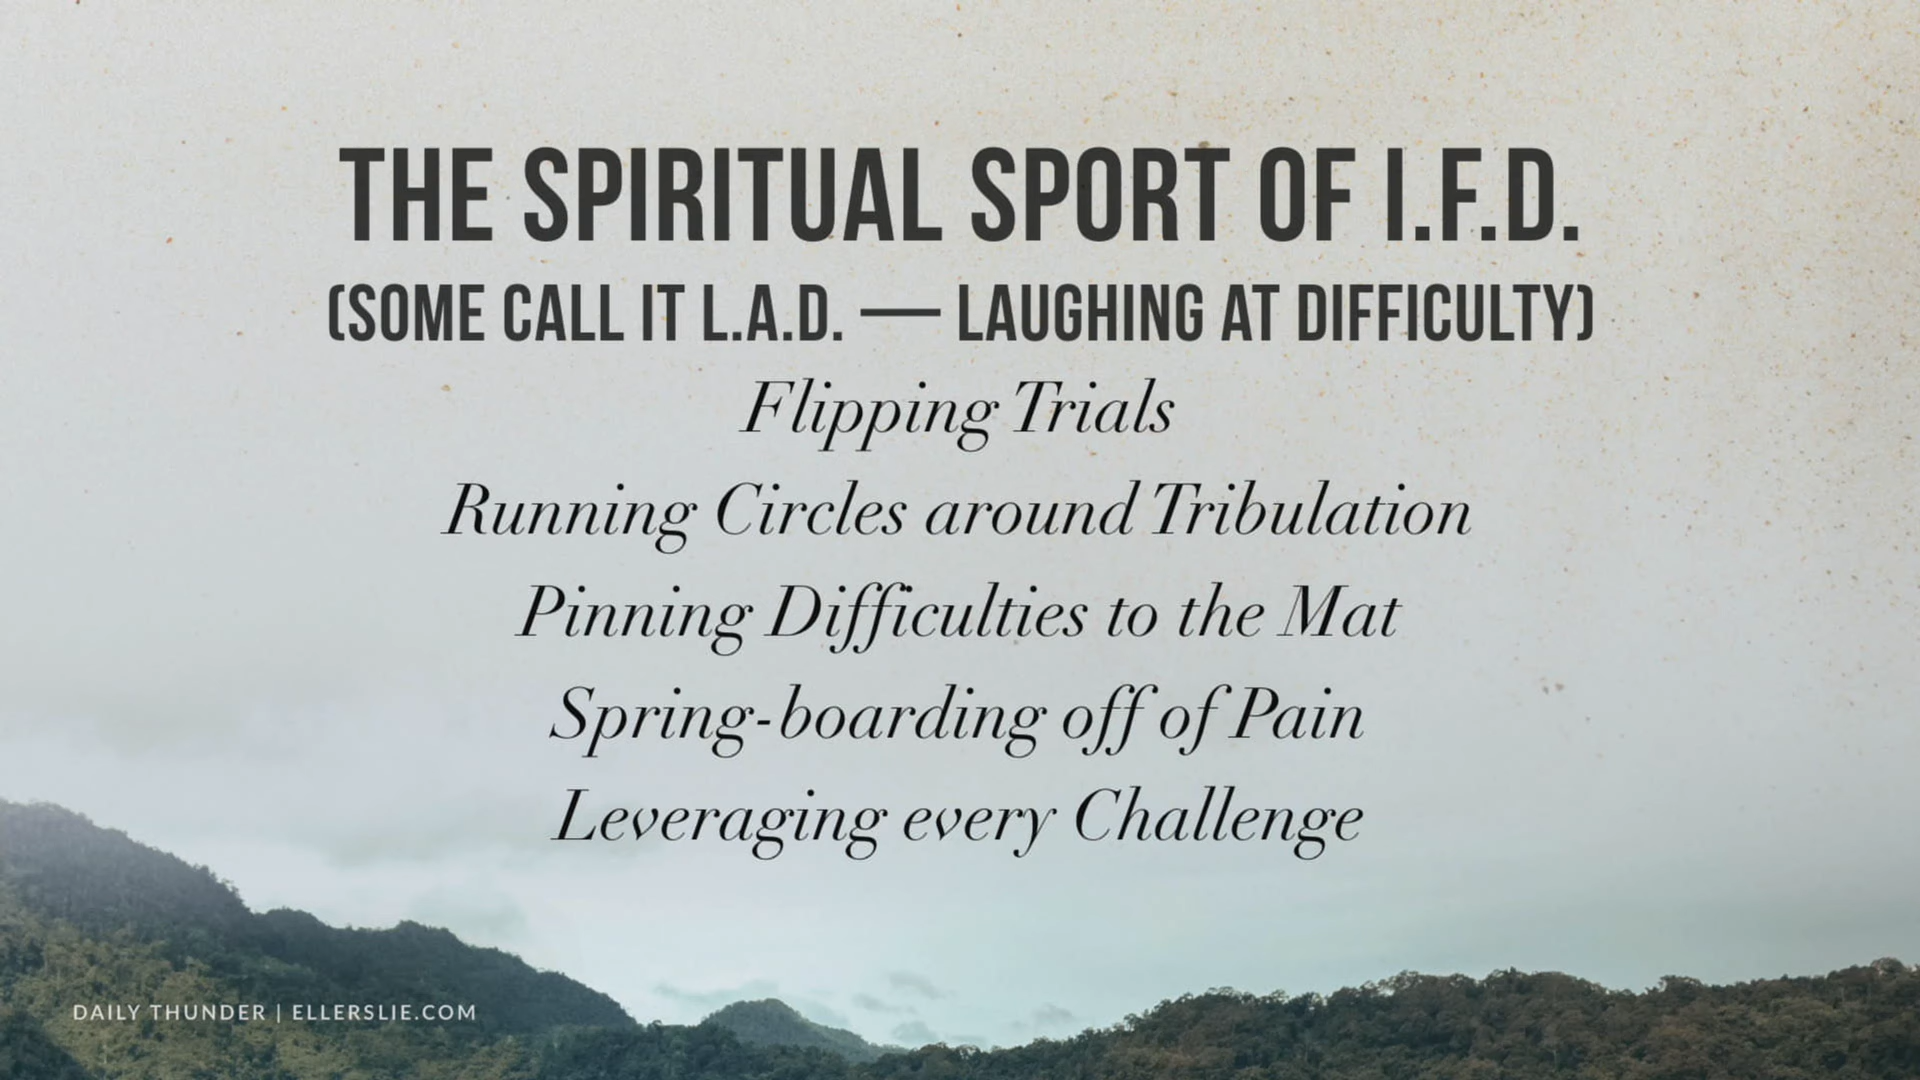 THE SPIRITUAL SPORT OF I.F.D.
(SOME CALL IT L.A.D. — LAUGHING AT DIFFICULTY)
Flipping Trials
Running Circles around Tribulation
Pinning Difficulties to the Mat
Spring-boarding off of Pain
Leveraging every Challenge
DAILY THUNDER | ELLERSLIE.COM